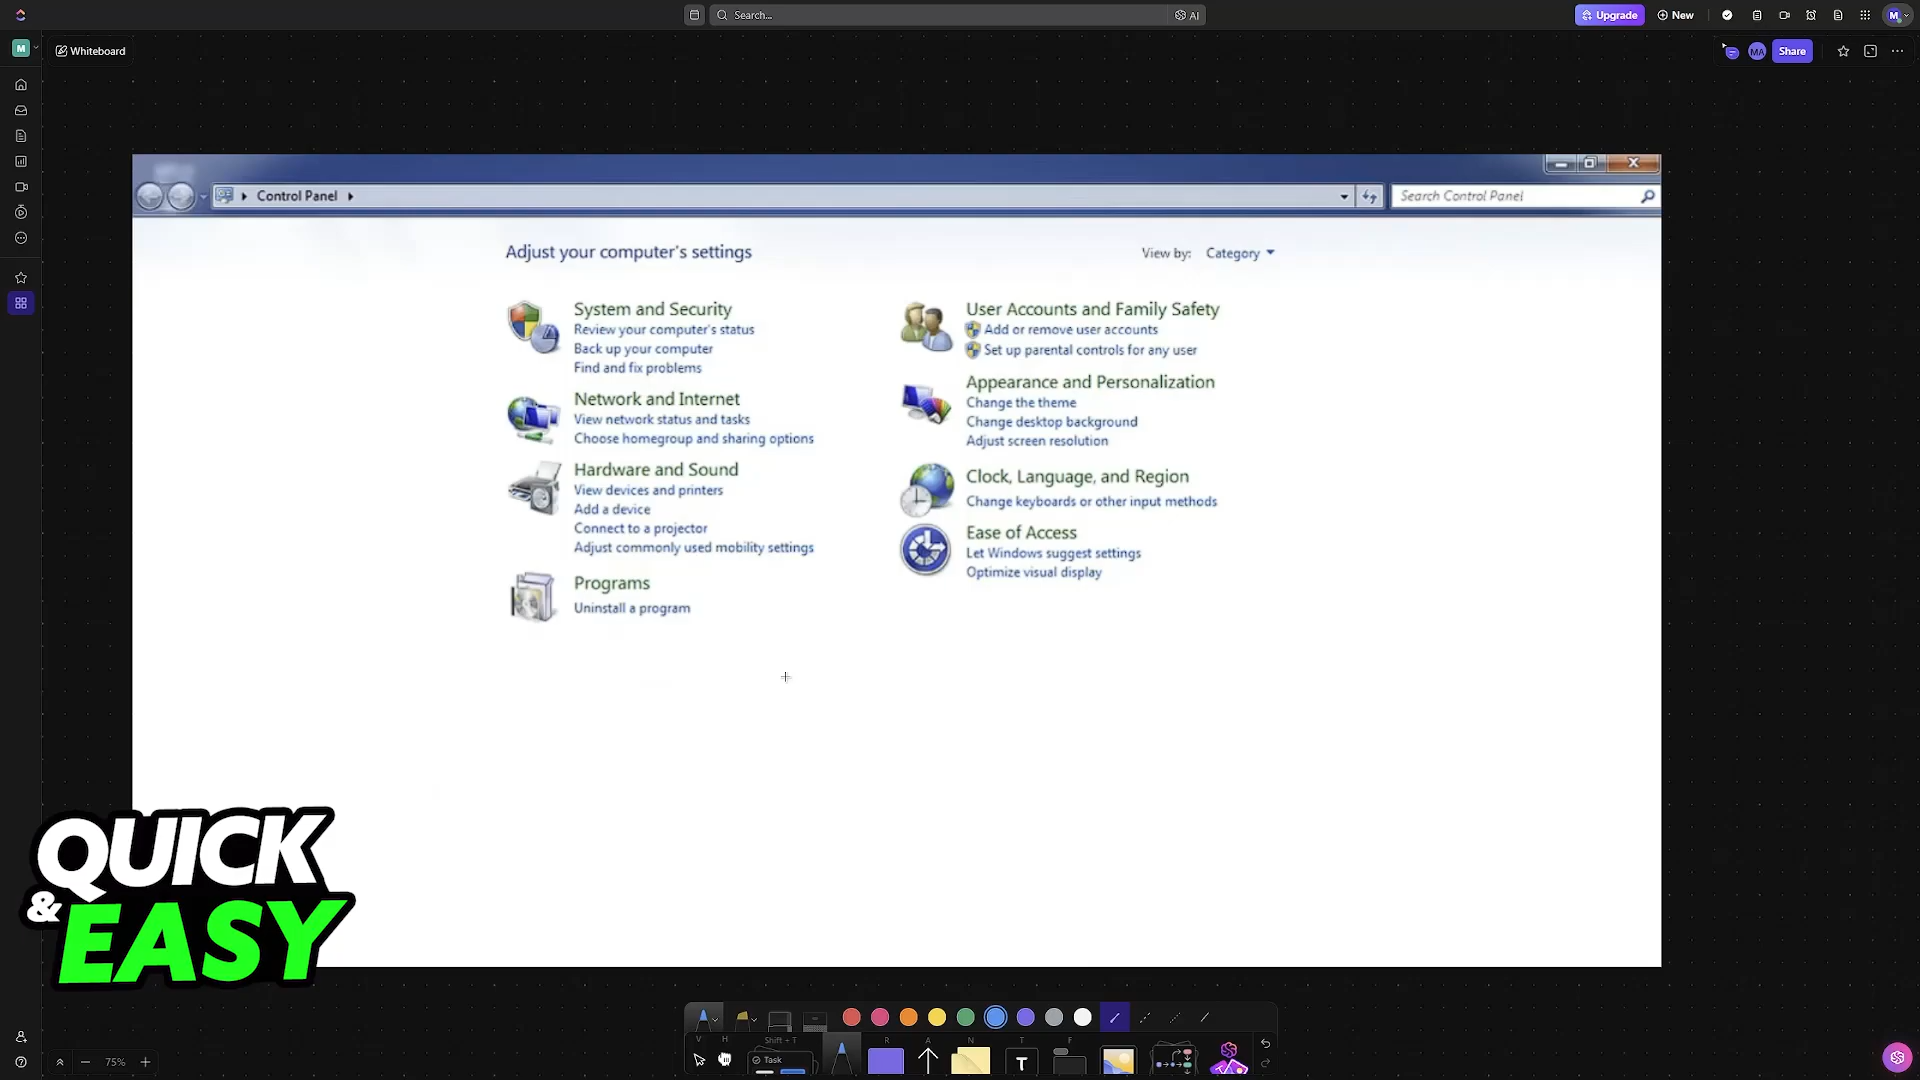 Search...
AI
Upgrade
New
M
M
Whiteboard
MA
Share
Control Panel
Search Control Panel
Adjust your computer's settings
View by: Category
System and Security
Review your computer's status
Back up your computer
Find and fix problems
Network and Internet
View network status and tasks
Choose homegroup and sharing options
Hardware and Sound
View devices and printers
Add a device
Connect to a projector
Adjust commonly used mobility settings
Programs
Uninstall a program
User Accounts and Family Safety
Add or remove user accounts
Set up parental controls for any user
Appearance and Personalization
Change the theme
Change desktop background
Adjust screen resolution
Clock, Language, and Region
Change keyboards or other input methods
Ease of Access
Let Windows suggest settings
Optimize visual display
QUICK
& EASY
75%
V
H
Shift + T
R
A
N
T
F
Task
T